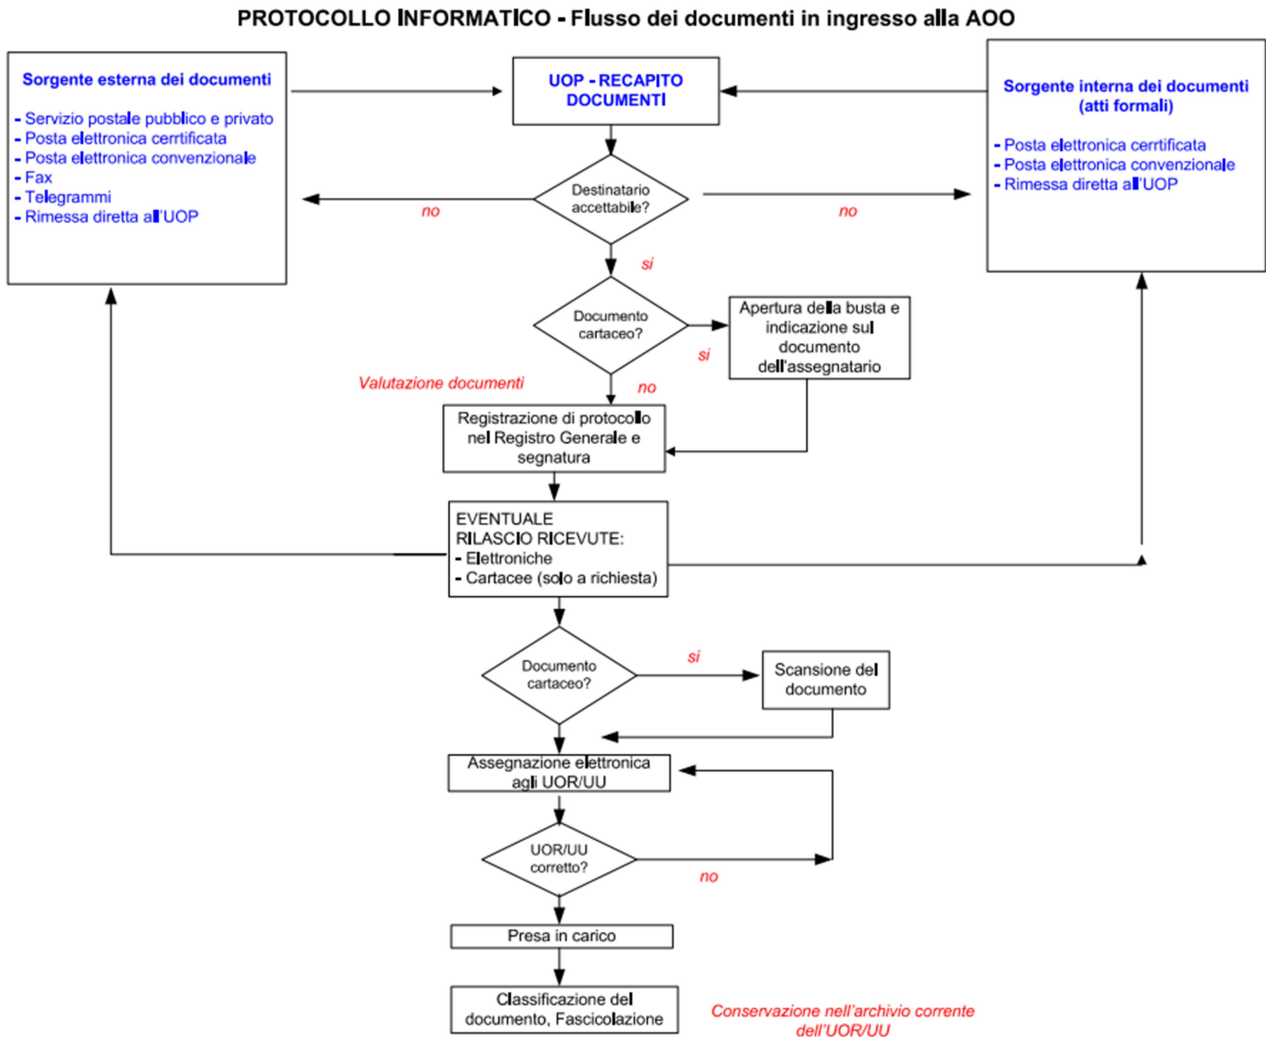 PROTOCOLLO INFORMATICO - Flusso dei documenti in ingresso alla AOO
Sorgente esterna dei documenti
- Servizio postale pubblico e privato
- Posta elettronica cerrtificata
- Posta elettronica convenzionale
- Fax
- Telegrammi
- Rimessa diretta all'UOP
UOP - RECAPITO
DOCUMENTI
Sorgente interna dei documenti
(atti formali)
- Posta elettronica cerrtificata
- Posta elettronica convenzionale
- Rimessa diretta all'UOP
Destinatario
accettabile?
no
no
si
Documento
cartaceo?
si
Apertura della busta e
indicazione sul
documento
dell'assegnatario
Valutazione documenti
no
Registrazione di protocollo
nel Registro Generale e
segnatura
EVENTUALE
RILASCIO RICEVUTE:
- Elettroniche
- Cartacee (solo a richiesta)
Documento
cartaceo?
si
Scansione del
documento
Assegnazione elettronica
agli UOR/UU
UOR/UU
corretto?
no
Presa in carico
Classificazione del
documento, Fascicolazione
Conservazione nell'archivio corrente
dell'UOR/UU